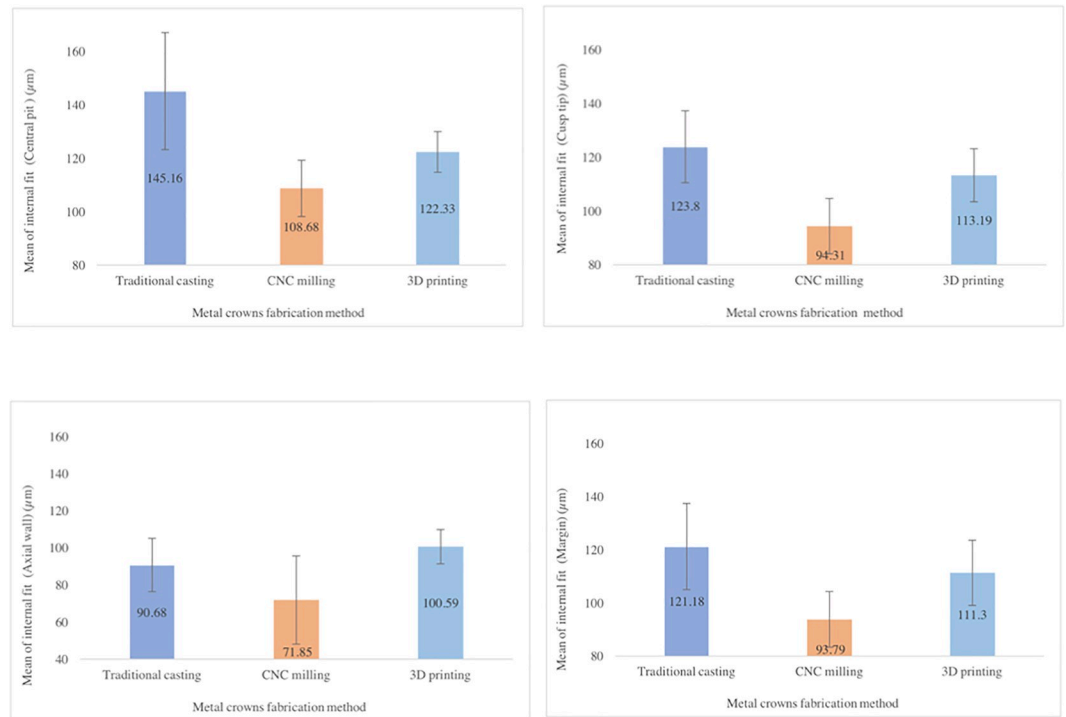 Mean of internal fit (Central pit ) (μm)
160
140
120
100
80
145.16
108.68
122.33
Traditional casting CNC milling 3D printing
Metal crowns fabrication method
Mean of internal fit (Cusp tip) (μm)
160
140
120
100
80
123.8
94.31
113.19
Traditional casting CNC milling 3D printing
Metal crowns fabrication method
Mean of internal fit (Axial wall) (μm)
160
140
120
100
80
60
40
90.68
71.85
100.59
Traditional casting CNC milling 3D printing
Metal crowns fabrication method
Mean of internal fit (Margin) (μm)
160
140
120
100
80
121.18
93.79
111.3
Traditional casting CNC milling 3D printing
Metal crowns fabrication method